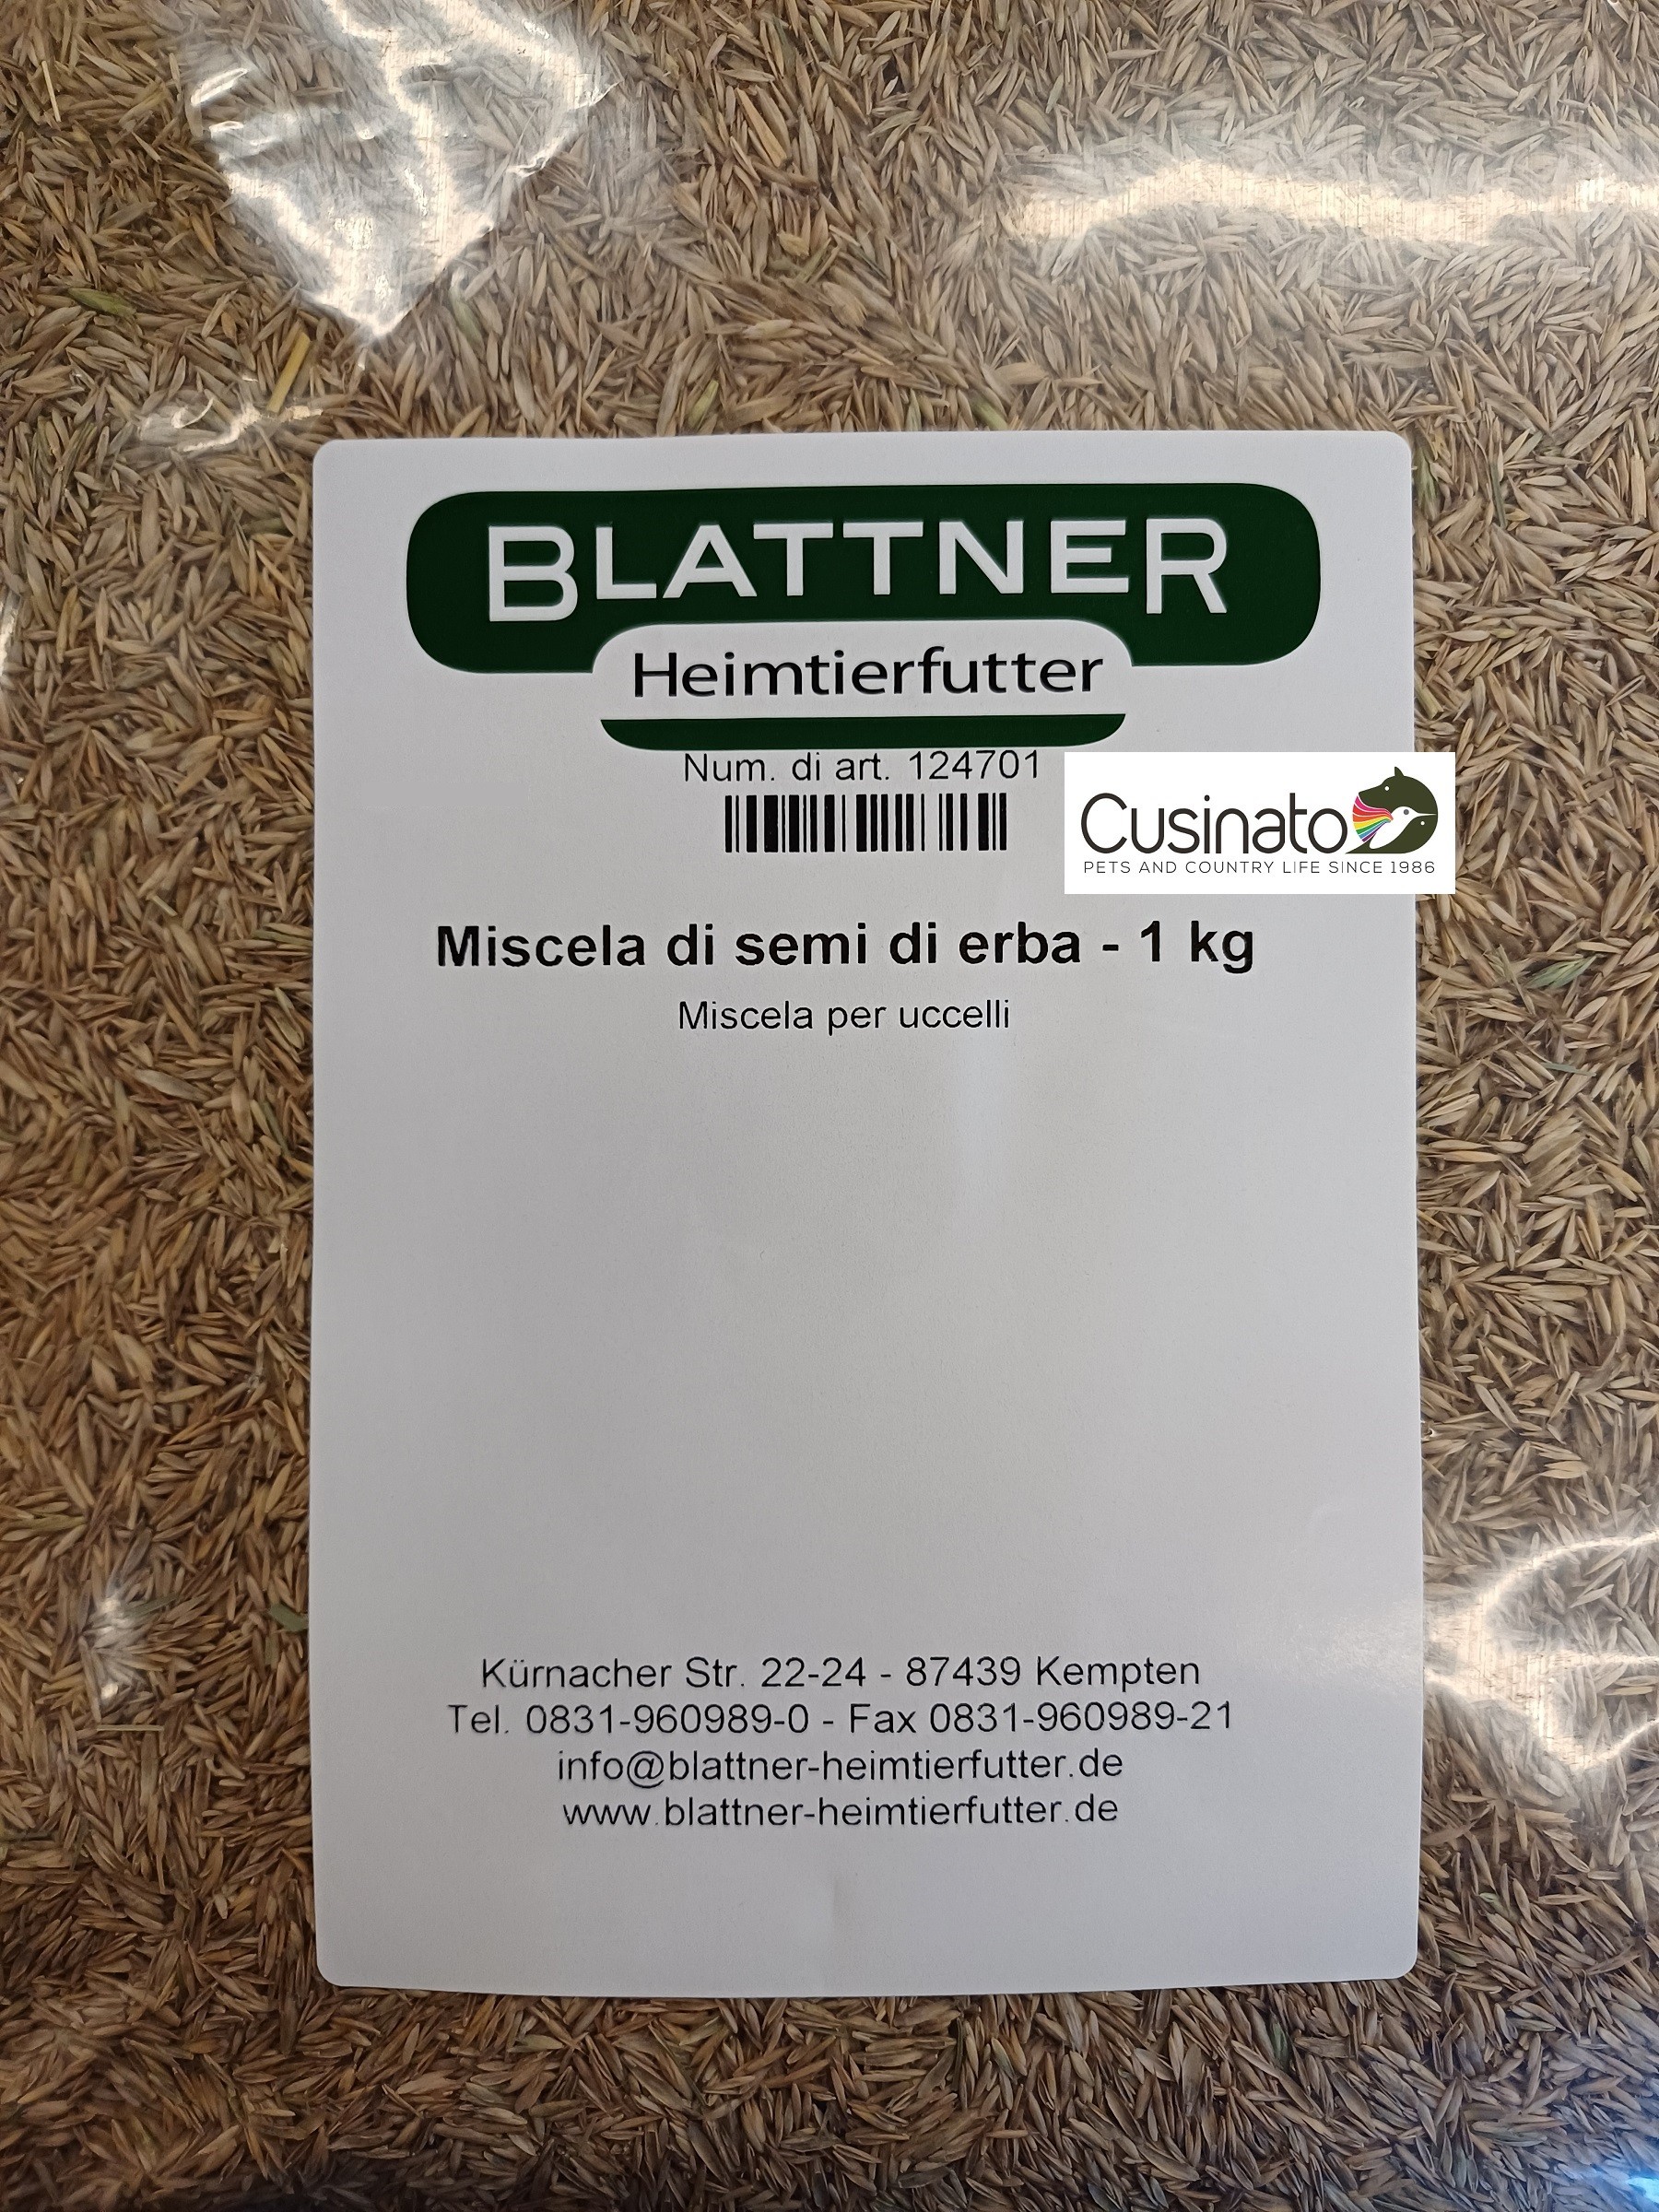 BLATTNER
Heimtierfutter
Num. di art. 124701
Cusinato
PETS AND COUNTRY LIFE SINCE 1986
Miscela di semi di erba - 1 kg
Miscela per uccelli
Kürnacher Str. 22-24 - 87439 Kempten
Tel. 0831-960989-0 - Fax 0831-960989-21
info@blattner-heimtierfutter.de
www.blattner-heimtierfutter.de